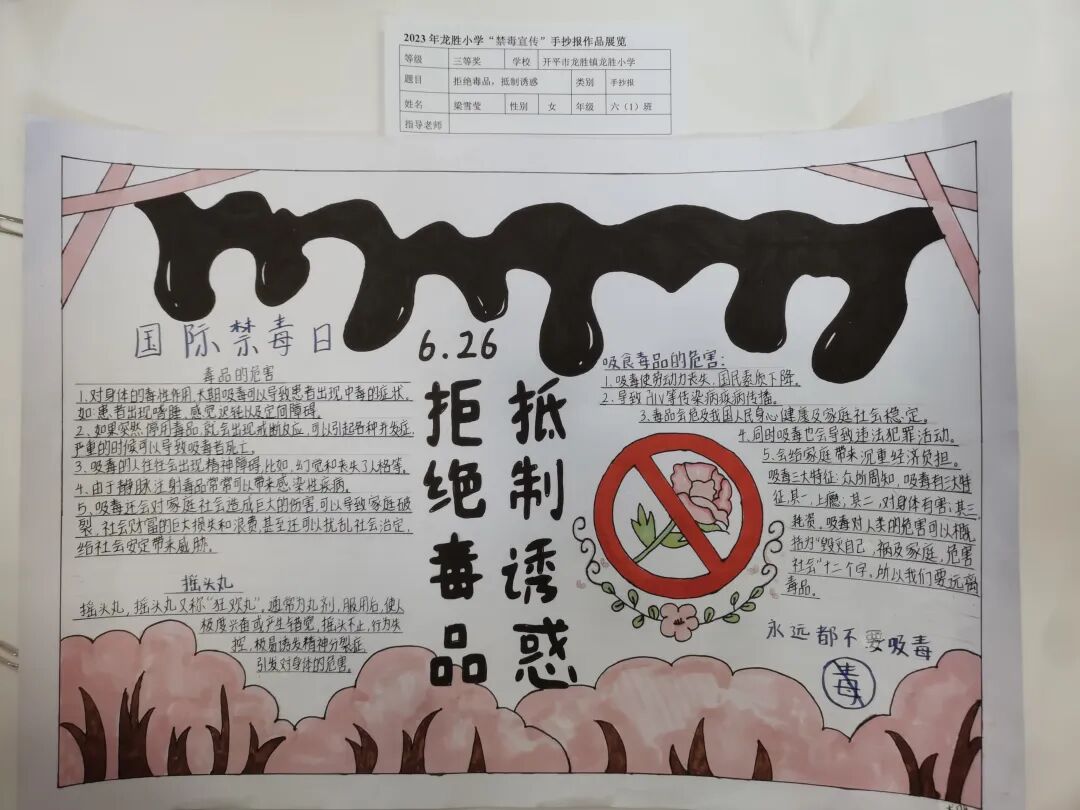 2023年龙胜小学“禁毒宣传”手抄报作品展览
等级 三等奖 学校 开平市龙胜镇龙胜小学
题目 拒绝毒品，抵制诱惑 类别 手抄报
姓名 梁雪莹 性别 女 年级 六（1）班
指导老师
国际禁毒日
6.26
毒品的危害
1.对身体的毒性作用,长期吸毒可以导致患者出现中毒的症状,
如:患者出现嗜睡,感觉迟钝以及定向障碍。
2、如果突然停用毒品,就会出现戒断反应,可以引起各种并发症,
严重的时候可以导致吸毒者死亡。
3、吸毒的人往往会出现精神障碍,比如,幻觉和丧失了人格等。
4、由于静脉注射毒品常常可以带来感染性疾病。
5、吸毒还会对家庭社会造成巨大的伤害,可以导致家庭破
裂,社会财富的巨大损失和浪费,甚至还可以扰乱社会治定,
给社会安定带来威胁。
摇头丸
摇头丸,摇头丸又称“狂欢丸”,通常为丸剂,服用后,使人
极度兴奋或产生错觉,摇头不止,行为失
控,极易诱发精神分裂症,
引发对身体的危害。
拒绝毒品
抵制诱惑
吸食毒品的危害:
1.吸毒使劳动力丧失,国民素质下降。
2.导致HIV等传染病疾病传播。
3.毒品会危及我国人民身心健康及家庭社会稳定。
4.同时吸毒也会导致违法犯罪活动。
5.会给家庭带来沉重经济负担。
吸毒三大特征:众所周知,吸毒有三大特
征,其一,上瘾;其二,对身体有害;其三
耗资,吸毒对人类的危害可以概
括为“毁灭自己,祸及家庭,危害
社会”十二个字,所以我们要远离
毒品。
永远都不要吸毒
毒